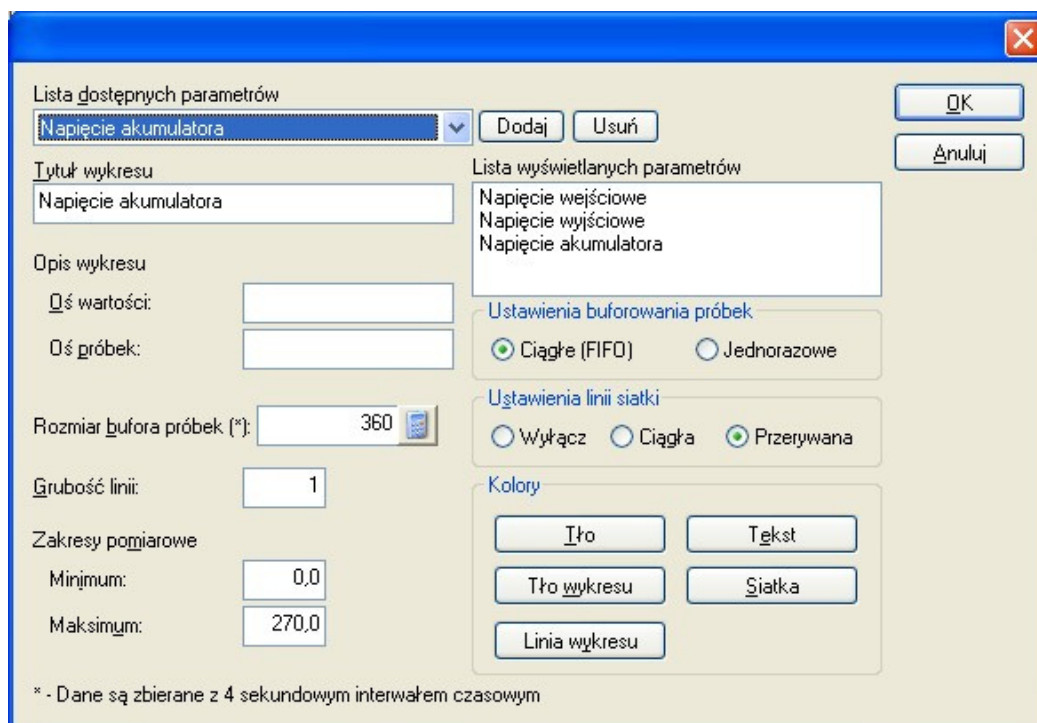 Lista dostępnych parametrów
Napięcie akumulatora
Dodaj
Usuń
OK
Anuluj
Tytuł wykresu
Napięcie akumulatora
Lista wyświetlanych parametrów
Napięcie wejściowe
Napięcie wyjściowe
Napięcie akumulatora
Opis wykresu
Oś wartości:
Oś próbek:
Ustawienia buforowania próbek
Ciągłe (FIFO)
Jednorazowe
Rozmiar bufora próbek (*):
360
Ustawienia linii siatki
Wyłącz
Ciągła
Przerywana
Grubość linii:
1
Zakresy pomiarowe
Minimum:
0,0
Maksimum:
270,0
Kolory
Tło
Tekst
Tło wykresu
Siatka
Linia wykresu
* - Dane są zbierane z 4 sekundowym interwałem czasowym